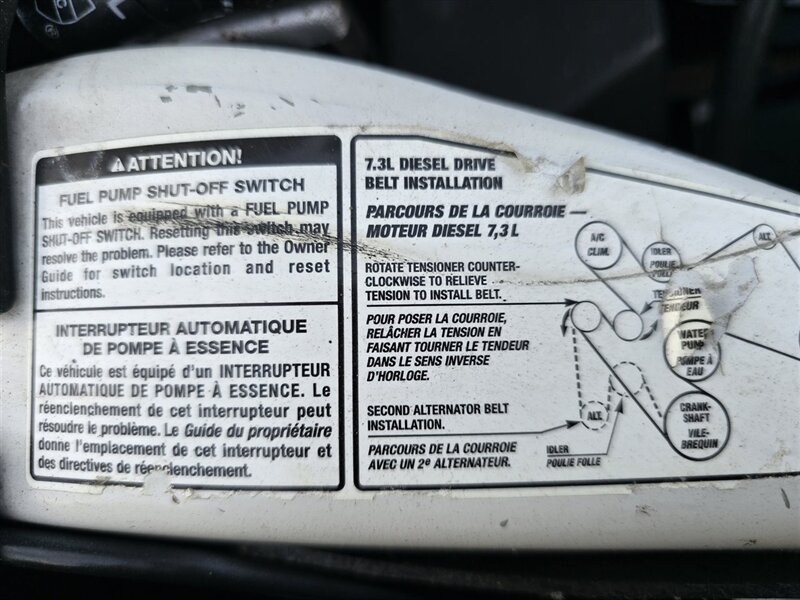 ATTENTION!
FUEL PUMP SHUT-OFF SWITCH
This vehicle is equipped with a FUEL PUMP
SHUT-OFF SWITCH. Resetting this switch may
resolve the problem. Please refer to the Owner
Guide for switch location and reset
instructions.
INTERRUPTEUR AUTOMATIQUE
DE POMPE À ESSENCE
Ce véhicule est équipé d'un INTERRUPTEUR
AUTOMATIQUE DE POMPE À ESSENCE. Le
réenclenchement de cet interrupteur peut
résoudre le problème. Le Guide du propriétaire
donne l'emplacement de cet interrupteur et
des directives de réenclenchement.
7.3L DIESEL DRIVE
BELT INSTALLATION
PARCOURS DE LA COURROIE —
MOTEUR DIESEL 7,3 L
ROTATE TENSIONER COUNTER-
CLOCKWISE TO RELIEVE
TENSION TO INSTALL BELT.
POUR POSER LA COURROIE,
RELÂCHER LA TENSION EN
FAISANT TOURNER LE TENDEUR
DANS LE SENS INVERSE
D'HORLOGE.
SECOND ALTERNATOR BELT
INSTALLATION.
PARCOURS DE LA COURROIE
AVEC UN 2e ALTERNATEUR.
A/C
CLIM.
IDLER
POULIE
FOLLE
ALT.
TENSIONER
TENDEUR
WATER
PUMP
POMPE À
EAU
CRANK-
SHAFT
VILE-
BREQUIN
ALT.
IDLER
POULIE FOLLE